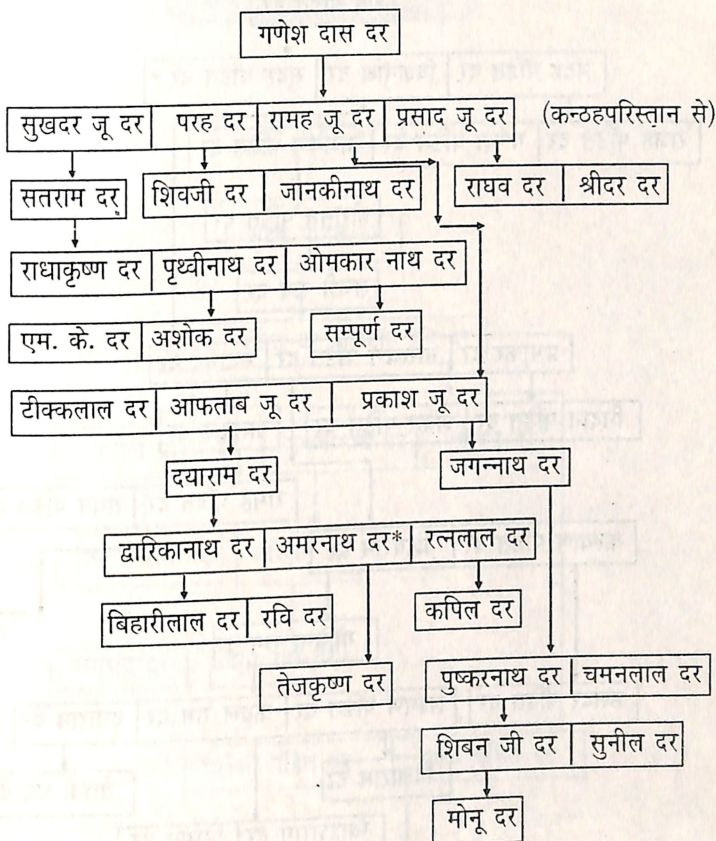 गणेश दास दर
सुखदर जू दर | परह दर | रामह जू दर | प्रसाद जू दर (कन्ठहपरिस्तान से)
सतराम दर | शिवजी दर | जानकीनाथ दर | राघव दर | श्रीदर दर
राधाकृष्ण दर | पृथ्वीनाथ दर | ओमकार नाथ दर
एम. के. दर | अशोक दर | सम्पूर्ण दर
टीक्कलाल दर | आफताब जू दर | प्रकाश जू दर
दयाराम दर | जगन्नाथ दर
द्वारिकानाथ दर | अमरनाथ दर* | रत्नलाल दर
बिहारीलाल दर | रवि दर | कपिल दर
तेजकृष्ण दर | पुष्करनाथ दर | चमनलाल दर
शिबन जी दर | सुनील दर
मोनू दर